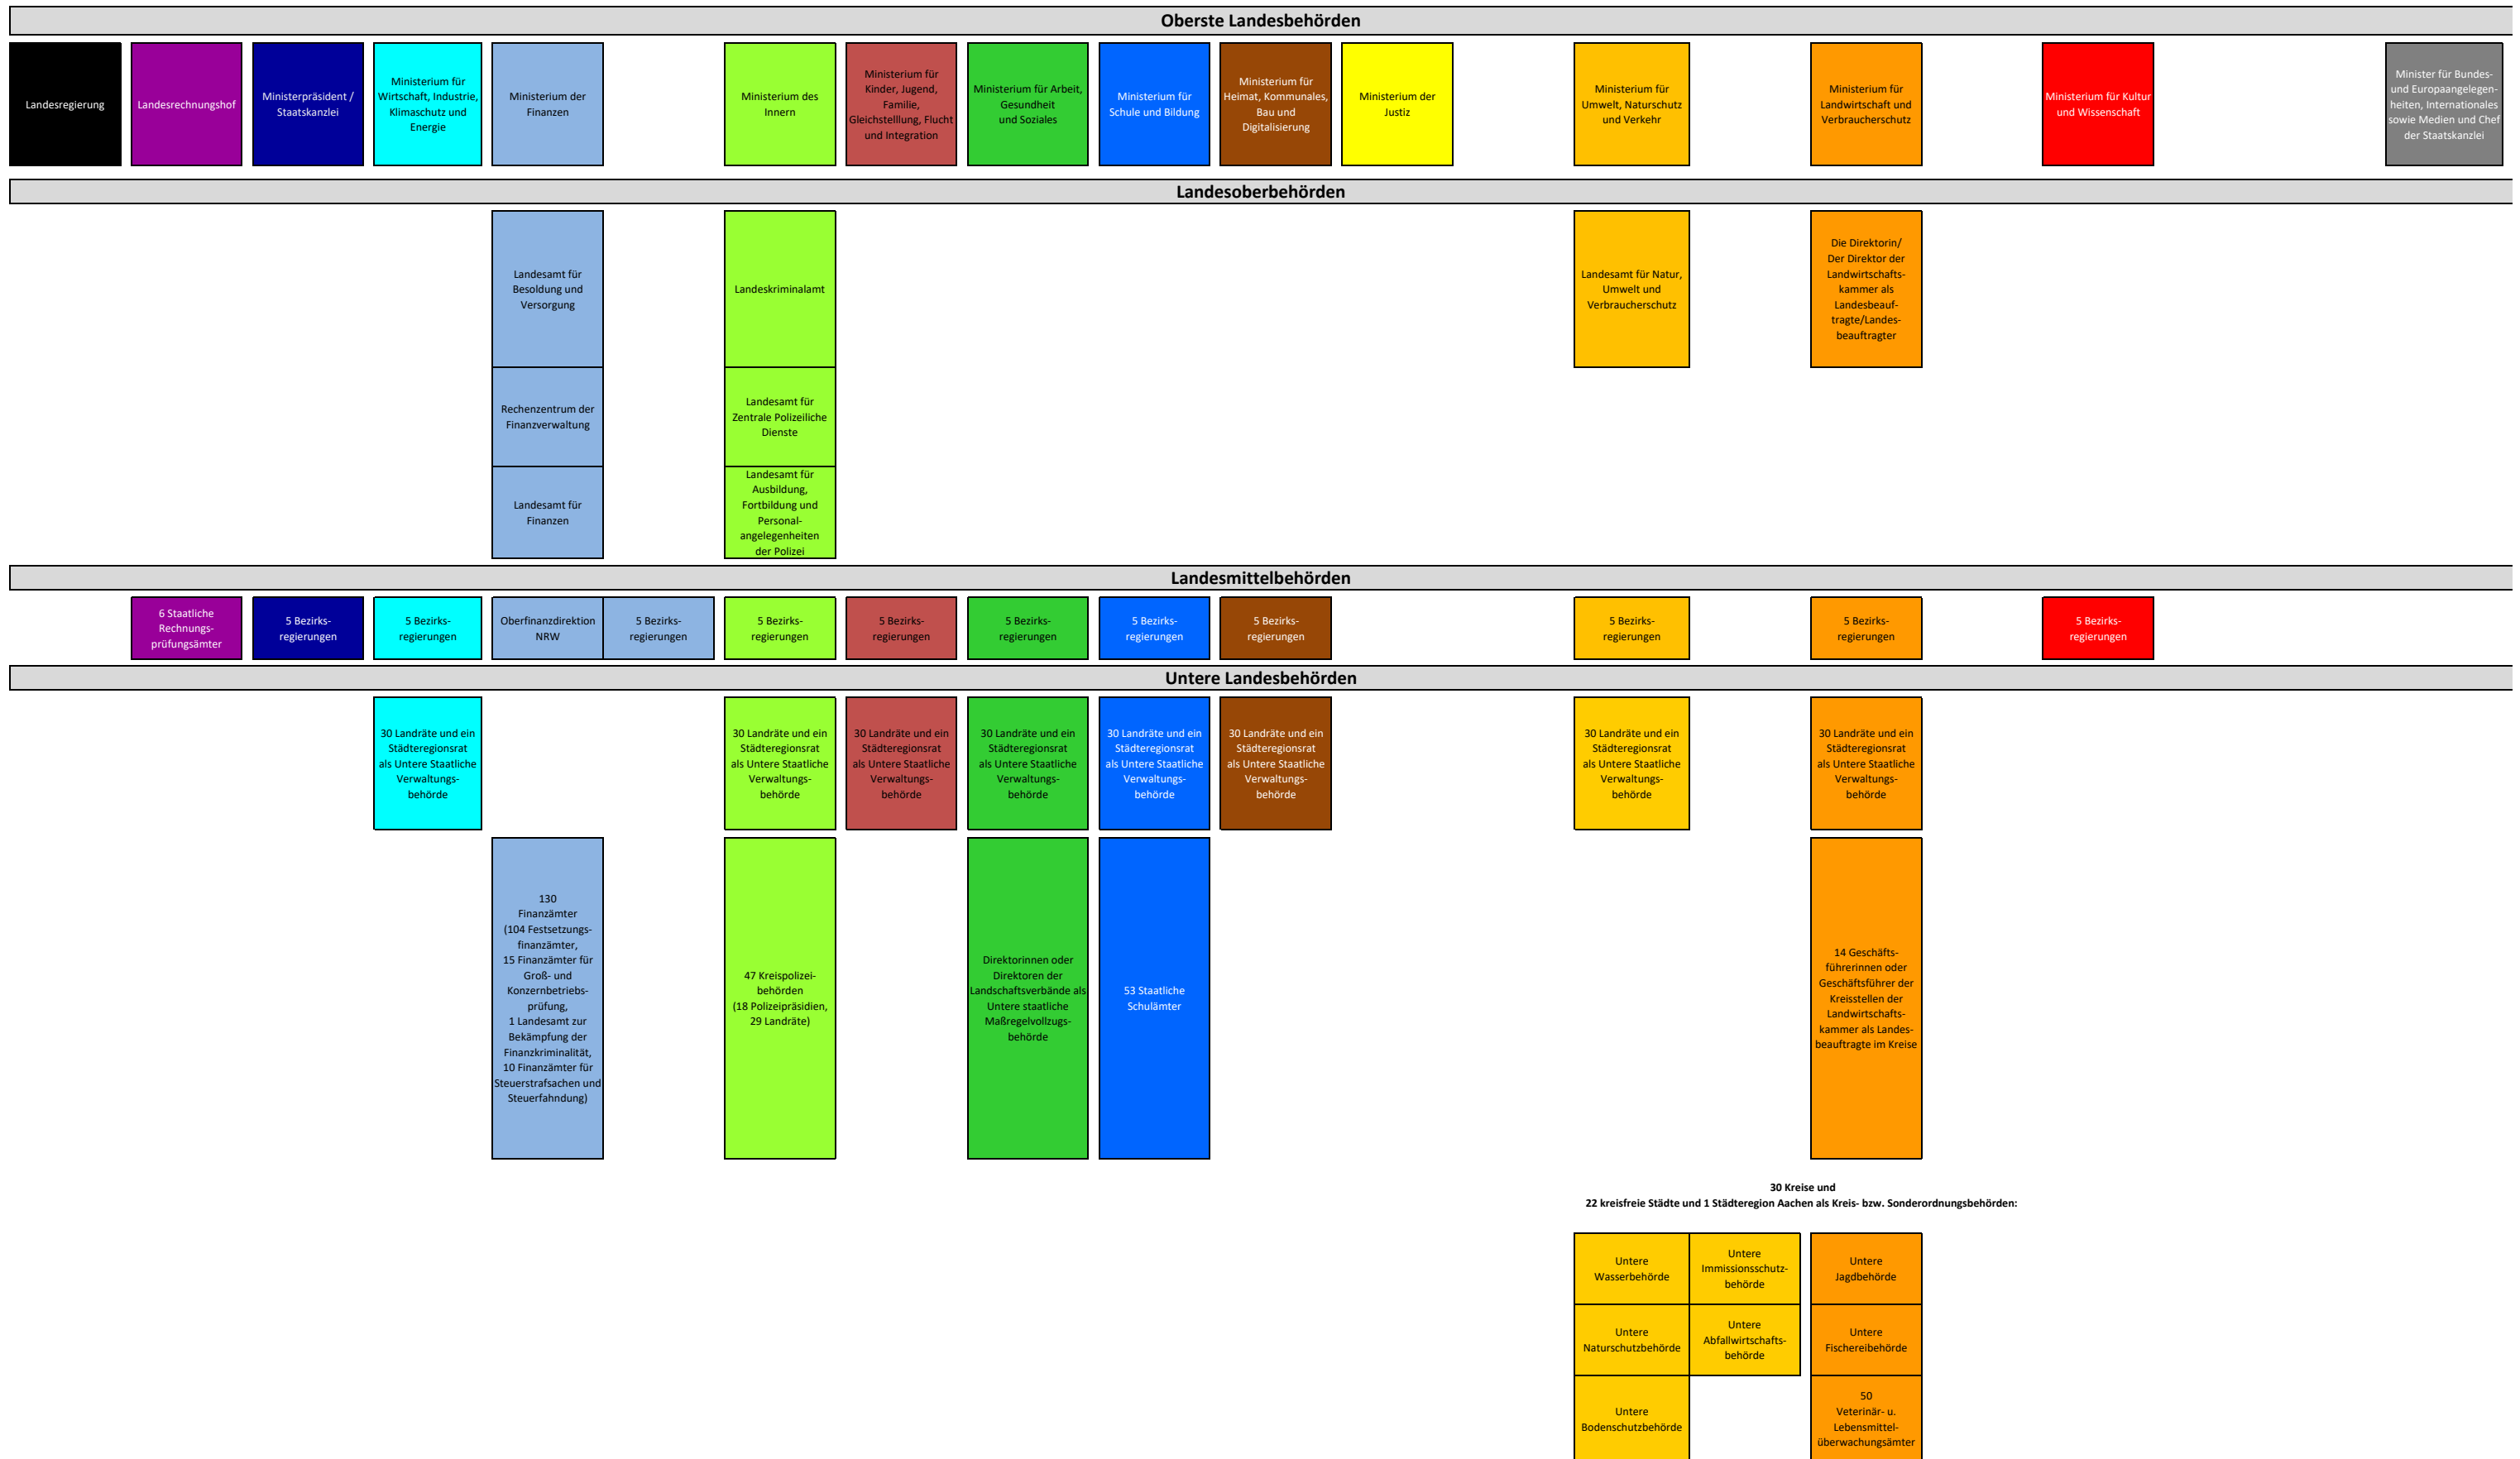 Oberste Landesbehörden
Landesregierung
Landesrechnungshof
Ministerpräsident /
Staatskanzlei
Ministerium für
Wirtschaft, Industrie,
Klimaschutz und
Energie
Ministerium der
Finanzen
Ministerium des
Innern
Ministerium für
Kinder, Jugend,
Familie,
Gleichstelllung, Flucht
und Integration
Ministerium für Arbeit,
Gesundheit
und Soziales
Ministerium für
Schule und Bildung
Ministerium für
Heimat, Kommunales,
Bau und
Digitalisierung
Ministerium der
Justiz
Ministerium für
Umwelt, Naturschutz
und Verkehr
Ministerium für
Landwirtschaft und
Verbraucherschutz
Ministerium für Kultur
und Wissenschaft
Minister für Bundes-
und Europaangelegen-
heiten, Internationales
sowie Medien und Chef
der Staatskanzlei
Landesoberbehörden
Landesamt für
Besoldung und
Versorgung
Landeskriminalamt
Landesamt für Natur,
Umwelt und
Verbraucherschutz
Die Direktorin/
Der Direktor der
Landwirtschafts-
kammer als
Landesbeauf-
tragte/Landes-
beauftragter
Rechenzentrum der
Finanzverwaltung
Landesamt für
Zentrale Polizeiliche
Dienste
Landesamt für
Finanzen
Landesamt für
Ausbildung,
Fortbildung und
Personal-
angelegenheiten
der Polizei
Landesmittelbehörden
6 Staatliche
Rechnungs-
prüfungsämter
5 Bezirks-
regierungen
5 Bezirks-
regierungen
Oberfinanzdirektion
NRW
5 Bezirks-
regierungen
5 Bezirks-
regierungen
5 Bezirks-
regierungen
5 Bezirks-
regierungen
5 Bezirks-
regierungen
5 Bezirks-
regierungen
5 Bezirks-
regierungen
5 Bezirks-
regierungen
5 Bezirks-
regierungen
Untere Landesbehörden
30 Landräte und ein
Städteregionsrat
als Untere Staatliche
Verwaltungs-
behörde
30 Landräte und ein
Städteregionsrat
als Untere Staatliche
Verwaltungs-
behörde
30 Landräte und ein
Städteregionsrat
als Untere Staatliche
Verwaltungs-
behörde
30 Landräte und ein
Städteregionsrat
als Untere Staatliche
Verwaltungs-
behörde
30 Landräte und ein
Städteregionsrat
als Untere Staatliche
Verwaltungs-
behörde
30 Landräte und ein
Städteregionsrat
als Untere Staatliche
Verwaltungs-
behörde
30 Landräte und ein
Städteregionsrat
als Untere Staatliche
Verwaltungs-
behörde
30 Landräte und ein
Städteregionsrat
als Untere Staatliche
Verwaltungs-
behörde
130
Finanzämter
(104 Festsetzungs-
finanzämter,
15 Finanzämter für
Groß- und
Konzernbetriebs-
prüfung,
1 Landesamt zur
Bekämpfung der
Finanzkriminalität,
10 Finanzämter für
Steuerstrafsachen und
Steuerfahndung)
47 Kreispolizei-
behörden
(18 Polizeipräsidien,
29 Landräte)
Direktorinnen oder
Direktoren der
Landschaftsverbände als
Untere staatliche
Maßregelvollzugs-
behörde
53 Staatliche
Schulämter
14 Geschäfts-
führerinnen oder
Geschäftsführer der
Kreisstellen der
Landwirtschafts-
kammer als Landes-
beauftragte im Kreise
30 Kreise und
22 kreisfreie Städte und 1 Städteregion Aachen als Kreis- bzw. Sonderordnungsbehörden:
Untere
Wasserbehörde
Untere
Immissionsschutz-
behörde
Untere
Jagdbehörde
Untere
Naturschutzbehörde
Untere
Abfallwirtschafts-
behörde
Untere
Fischereibehörde
Untere
Bodenschutzbehörde
50
Veterinär- u.
Lebensmittel-
überwachungsämter